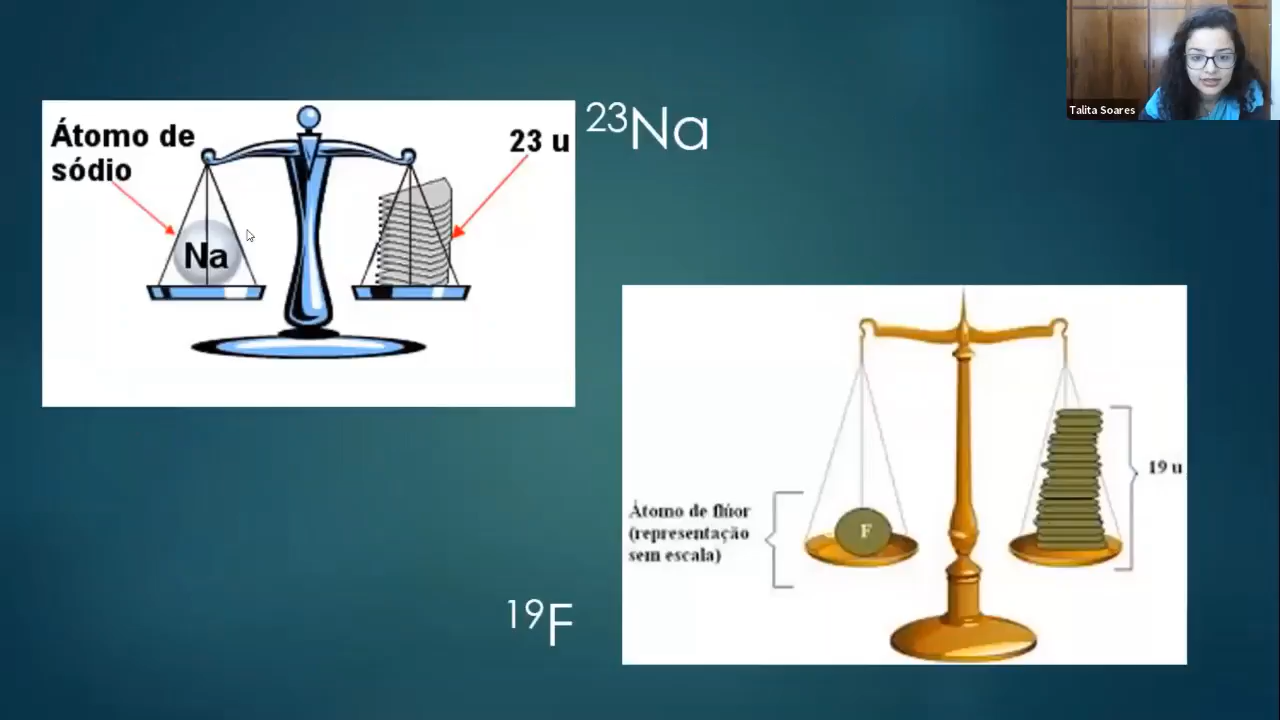 Talita Soares
Átomo de
sódio
23 u
Na
²³Na
Átomo de flúor
(representação
sem escala)
F
19 u
¹⁹F